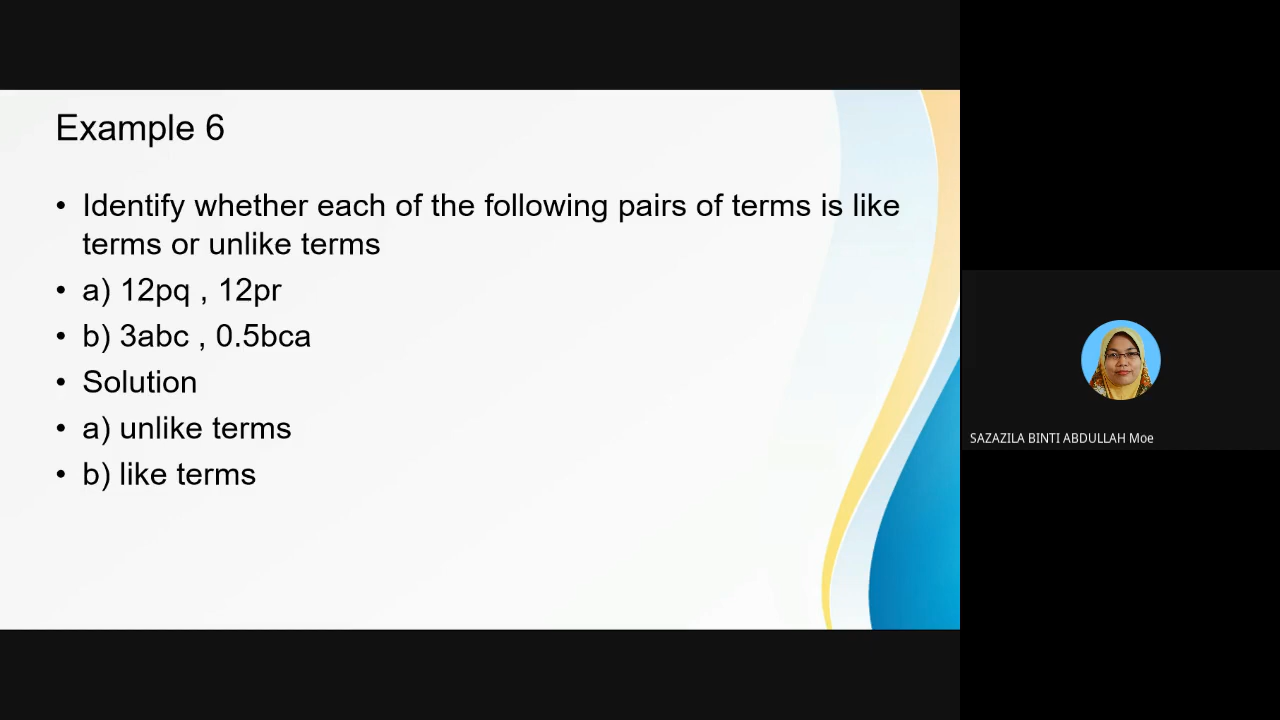 Example 6
• Identify whether each of the following pairs of terms is like
terms or unlike terms
• a) 12pq , 12pr
• b) 3abc , 0.5bca
• Solution
• a) unlike terms
• b) like terms
SAZAZILA BINTI ABDULLAH Moe